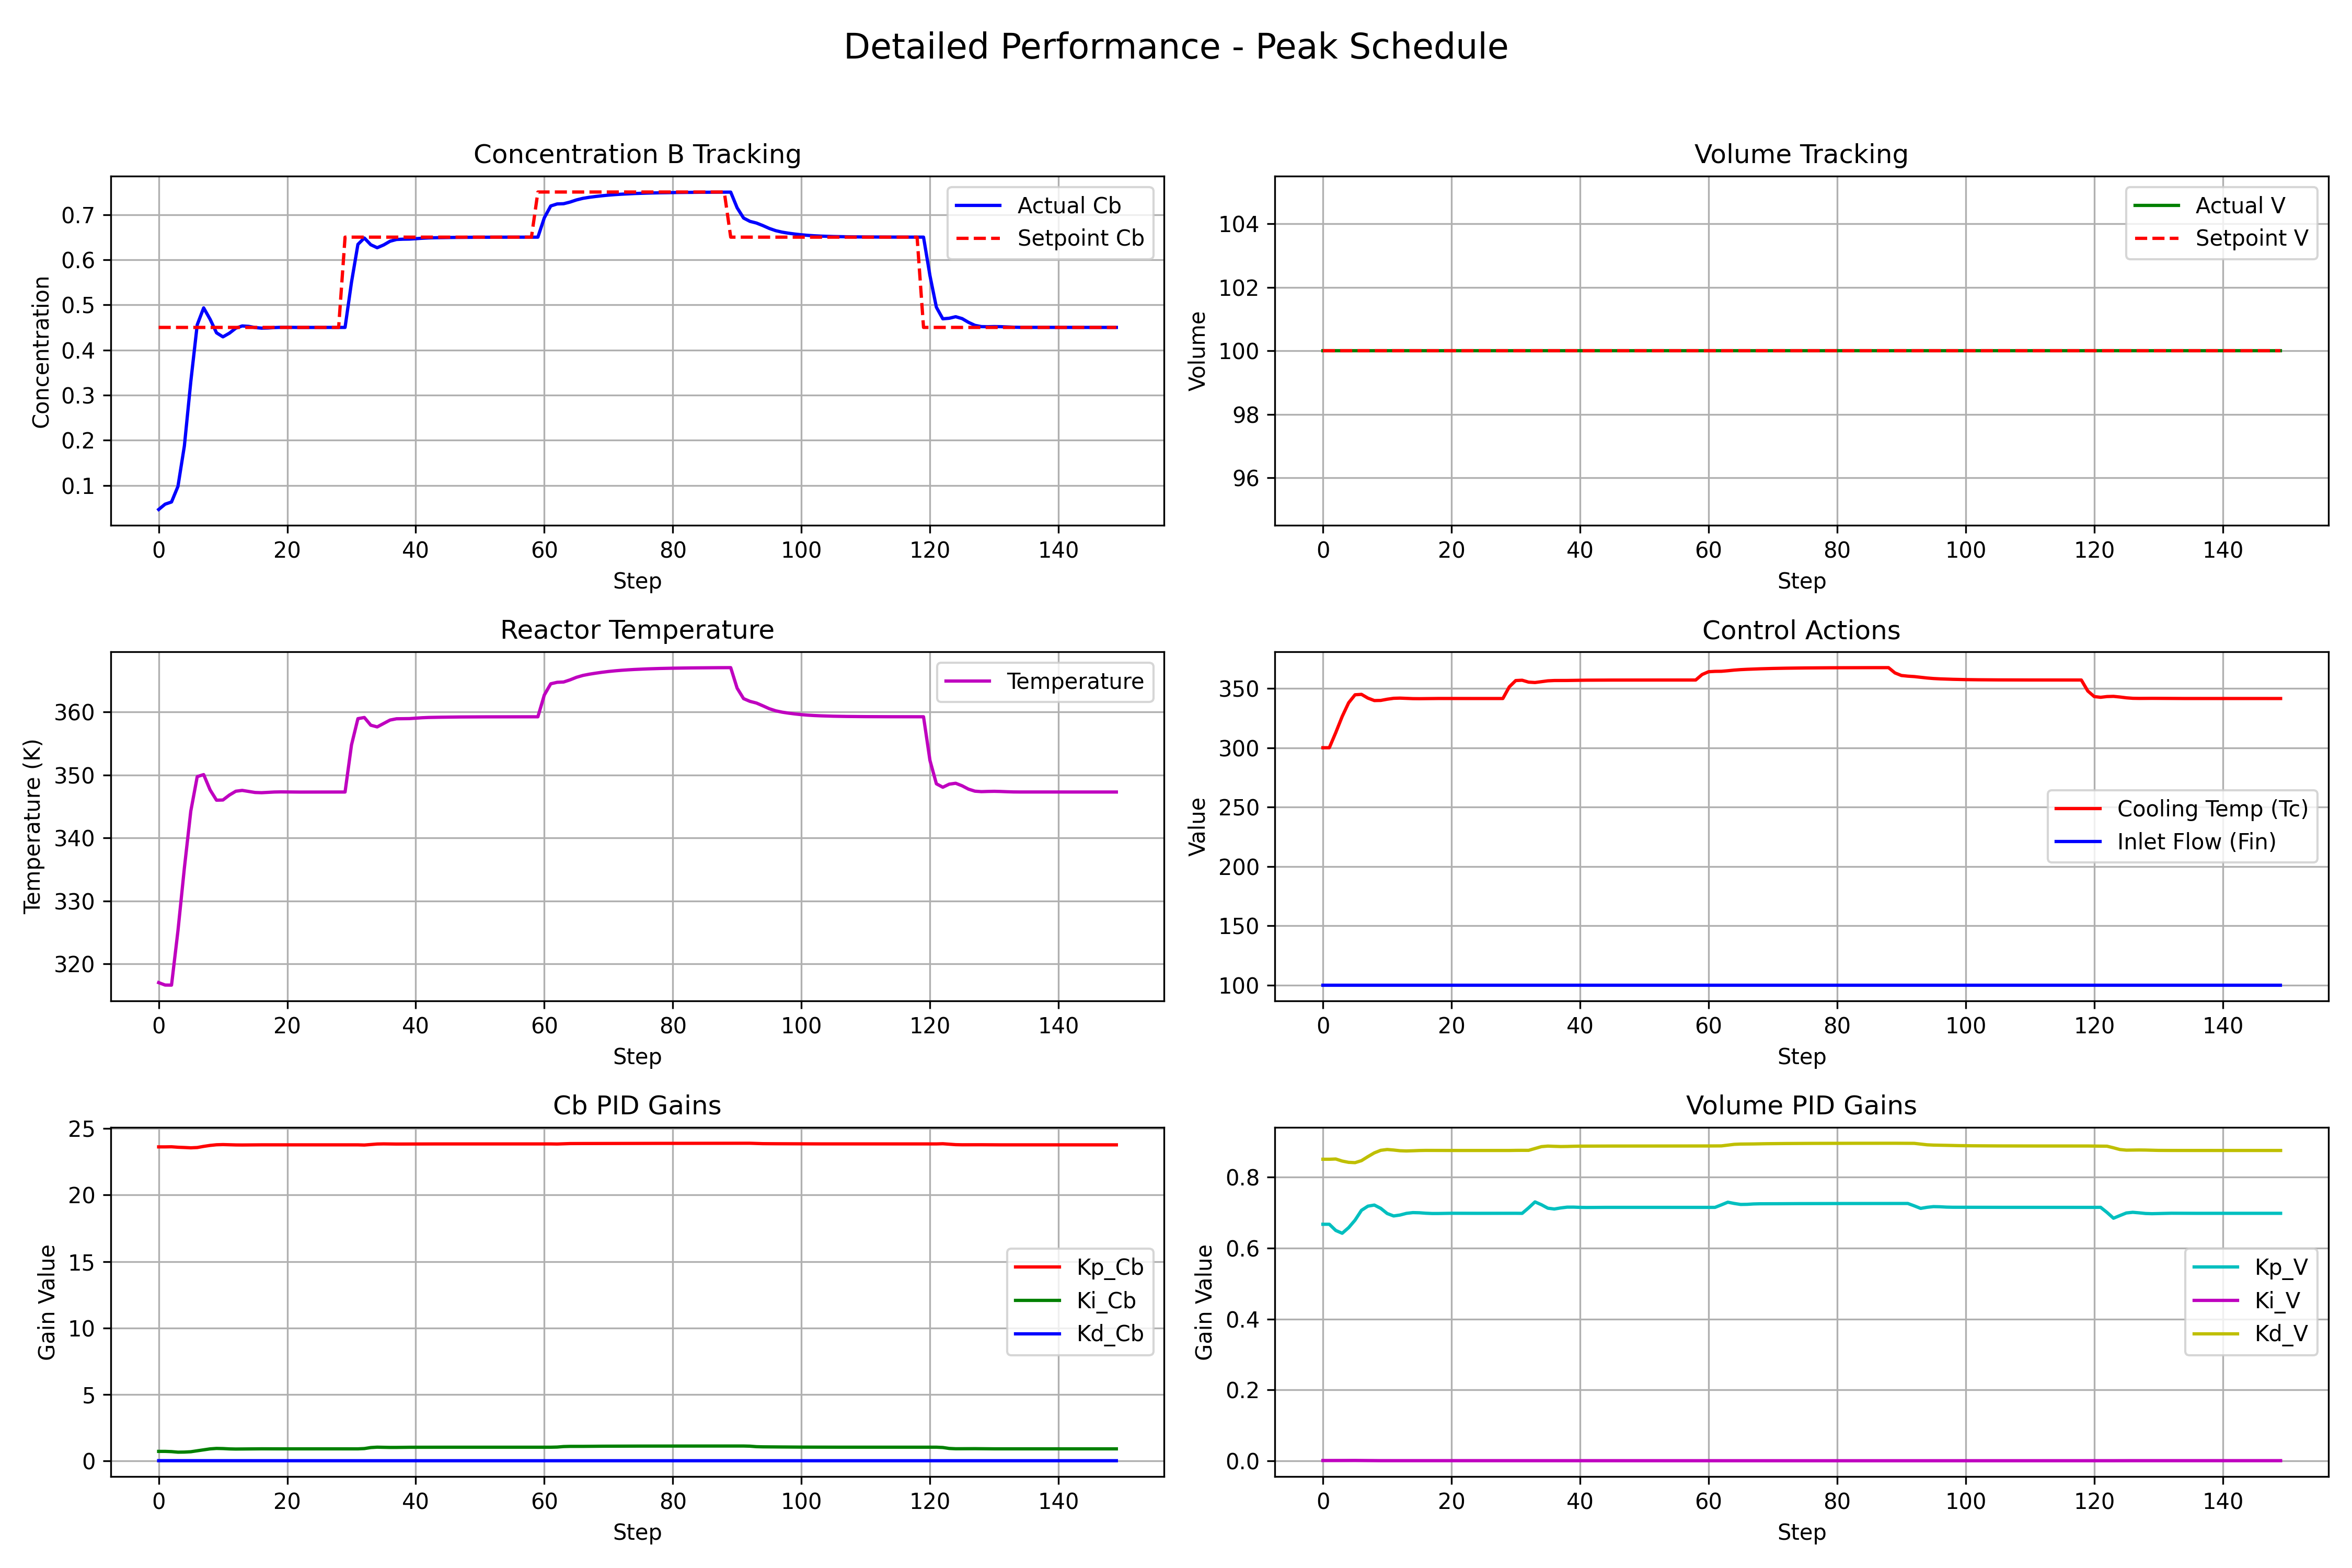 Detailed Performance - Peak Schedule
Concentration B Tracking
Concentration
0.7
0.6
0.5
0.4
0.3
0.2
0.1
Actual Cb
Setpoint Cb
0 20 40 60 80 100 120 140
Step
Volume Tracking
Volume
104
102
100
98
96
Actual V
Setpoint V
0 20 40 60 80 100 120 140
Step
Reactor Temperature
Temperature (K)
360
350
340
330
320
Temperature
0 20 40 60 80 100 120 140
Step
Control Actions
Value
350
300
250
200
150
100
Cooling Temp (Tc)
Inlet Flow (Fin)
0 20 40 60 80 100 120 140
Step
Cb PID Gains
Gain Value
25
20
15
10
5
0
Kp_Cb
Ki_Cb
Kd_Cb
0 20 40 60 80 100 120 140
Step
Volume PID Gains
Gain Value
0.8
0.6
0.4
0.2
0.0
Kp_V
Ki_V
Kd_V
0 20 40 60 80 100 120 140
Step